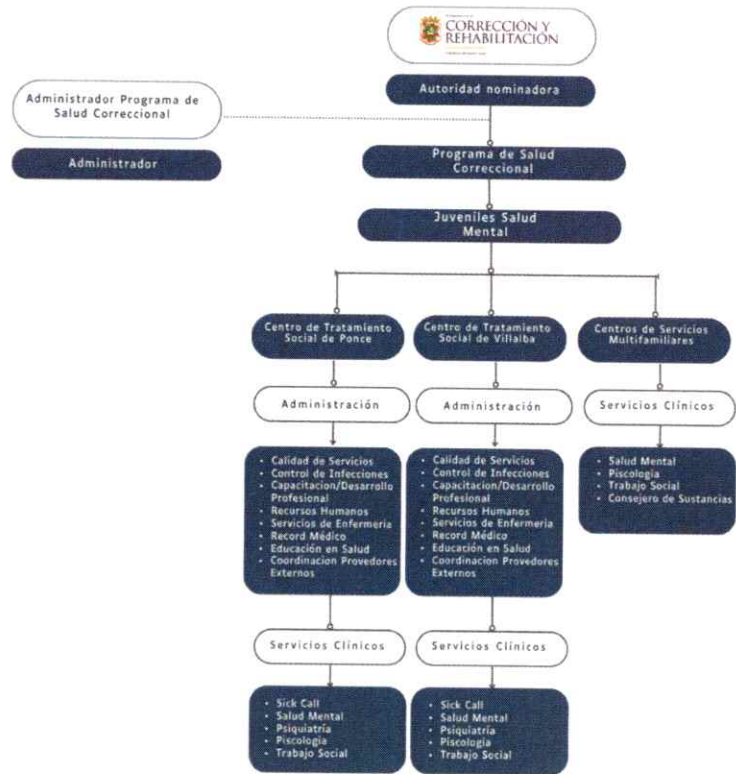 CORRECCIÓN Y
REHABILITACIÓN
Autoridad nominadora
Administrador Programa de
Salud Correccional
Administrador
Programa de Salud
Correccional
Juveniles Salud
Mental
Centro de Tratamiento
Social de Ponce
Centro de Tratamiento
Social de Villalba
Centros de Servicios
Multifamiliares
Administración
Administración
Servicios Clínicos
• Calidad de Servicios
• Control de Infecciones
• Capacitacion/Desarrollo
Profesional
• Recursos Humanos
• Servicios de Enfermeria
• Record Médico
• Educación en Salud
• Coordinacion Provedores
Externos
• Calidad de Servicios
• Control de Infecciones
• Capacitacion/Desarrollo
Profesional
• Recursos Humanos
• Servicios de Enfermeria
• Record Médico
• Educación en Salud
• Coordinacion Provedores
Externos
• Salud Mental
• Piscologia
• Trabajo Social
• Consejero de Sustancias
Servicios Clínicos
Servicios Clínicos
• Sick Call
• Salud Mental
• Psiquiatría
• Piscología
• Trabajo Social
• Sick Call
• Salud Mental
• Psiquiatría
• Piscología
• Trabajo Social